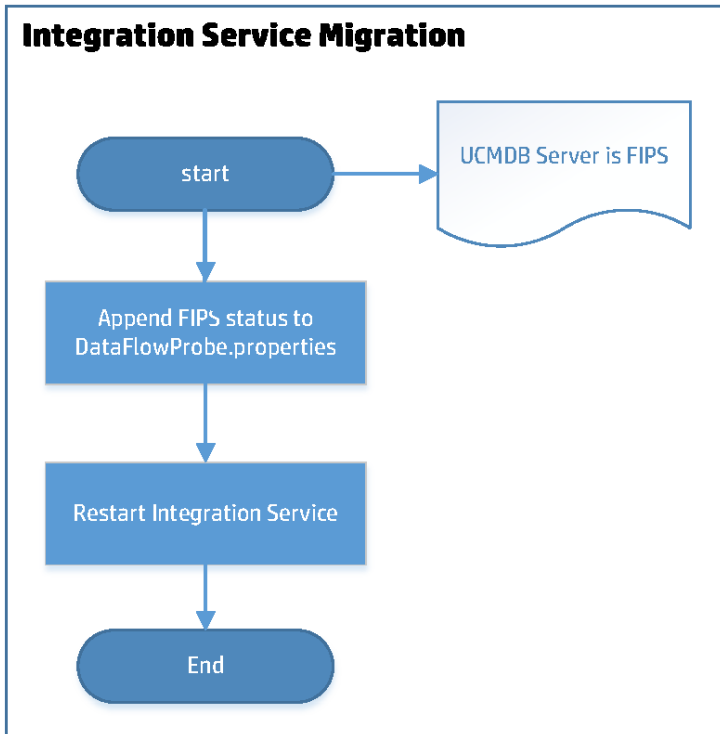 Integration Service Migration
start
UCMDB Server is FIPS
Append FIPS status to
DataFlowProbe.properties
Restart Integration Service
End